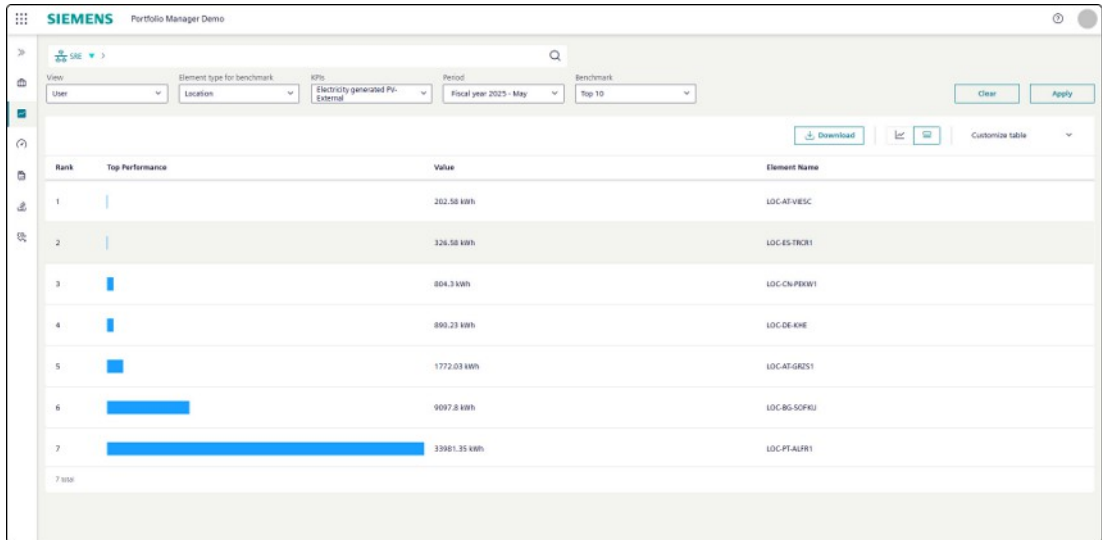 SIEMENS Portfolio Manager Demo
SRE
View Element type for benchmark KPIs Period Benchmark
User Location Electricity generated PV-External Fiscal year 2025 - May Top 10 Clear Apply
Download Customize table
Rank Top Performance Value Element Name
1 202.58 kWh LOC-AT-VIESC
2 326.58 kWh LOC-ES-TRCR1
3 804.3 kWh LOC-CN-PEKW1
4 890.23 kWh LOC-DE-KHE
5 1772.03 kWh LOC-AT-GRZS1
6 9097.8 kWh LOC-BG-SOFKU
7 33981.35 kWh LOC-PT-ALFR1
7 total